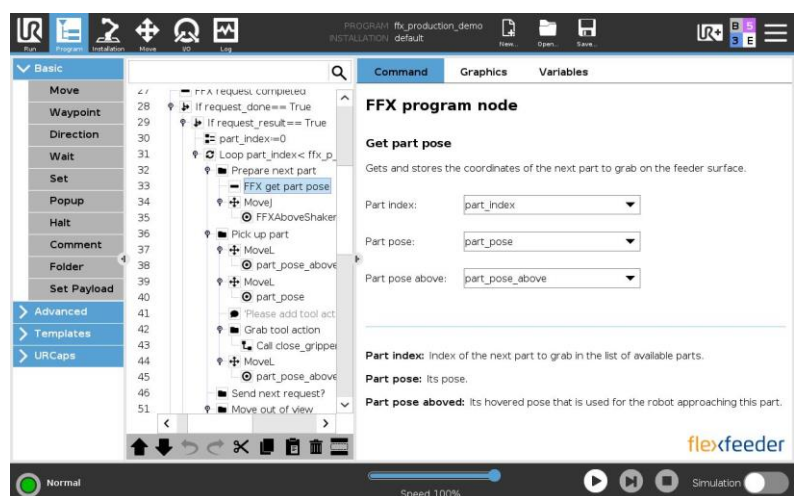 PROGRAM ffx_production_demo
INSTALLATION default
Run
Program
Installation
Move
I/O
Log
New...
Open...
Save...
UR+
B 5
3 E
Basic
Move
Waypoint
Direction
Wait
Set
Popup
Halt
Comment
Folder
Set Payload
Advanced
Templates
URCaps
27 FFX request completed
28 If request_done== True
29 If request_result== True
30 part_index≔0
31 Loop part_index< ffx_p_
32 Prepare next part
33 FFX get part pose
34 MoveJ
35 FFXAboveShaker
36 Pick up part
37 MoveL
38 part_pose_above
39 MoveL
40 part_pose
41 'Please add tool act
42 Grab tool action
43 Call close_gripper
44 MoveL
45 part_pose_above
46 Send next request?
51 Move out of view
Command Graphics Variables
FFX program node
Get part pose
Gets and stores the coordinates of the next part to grab on the feeder surface.
Part index: part_index
Part pose: part_pose
Part pose above: part_pose_above
Part index: Index of the next part to grab in the list of available parts.
Part pose: Its pose.
Part pose aboved: Its hovered pose that is used for the robot approaching this part.
flexfeeder
Normal
Speed 100%
Simulation